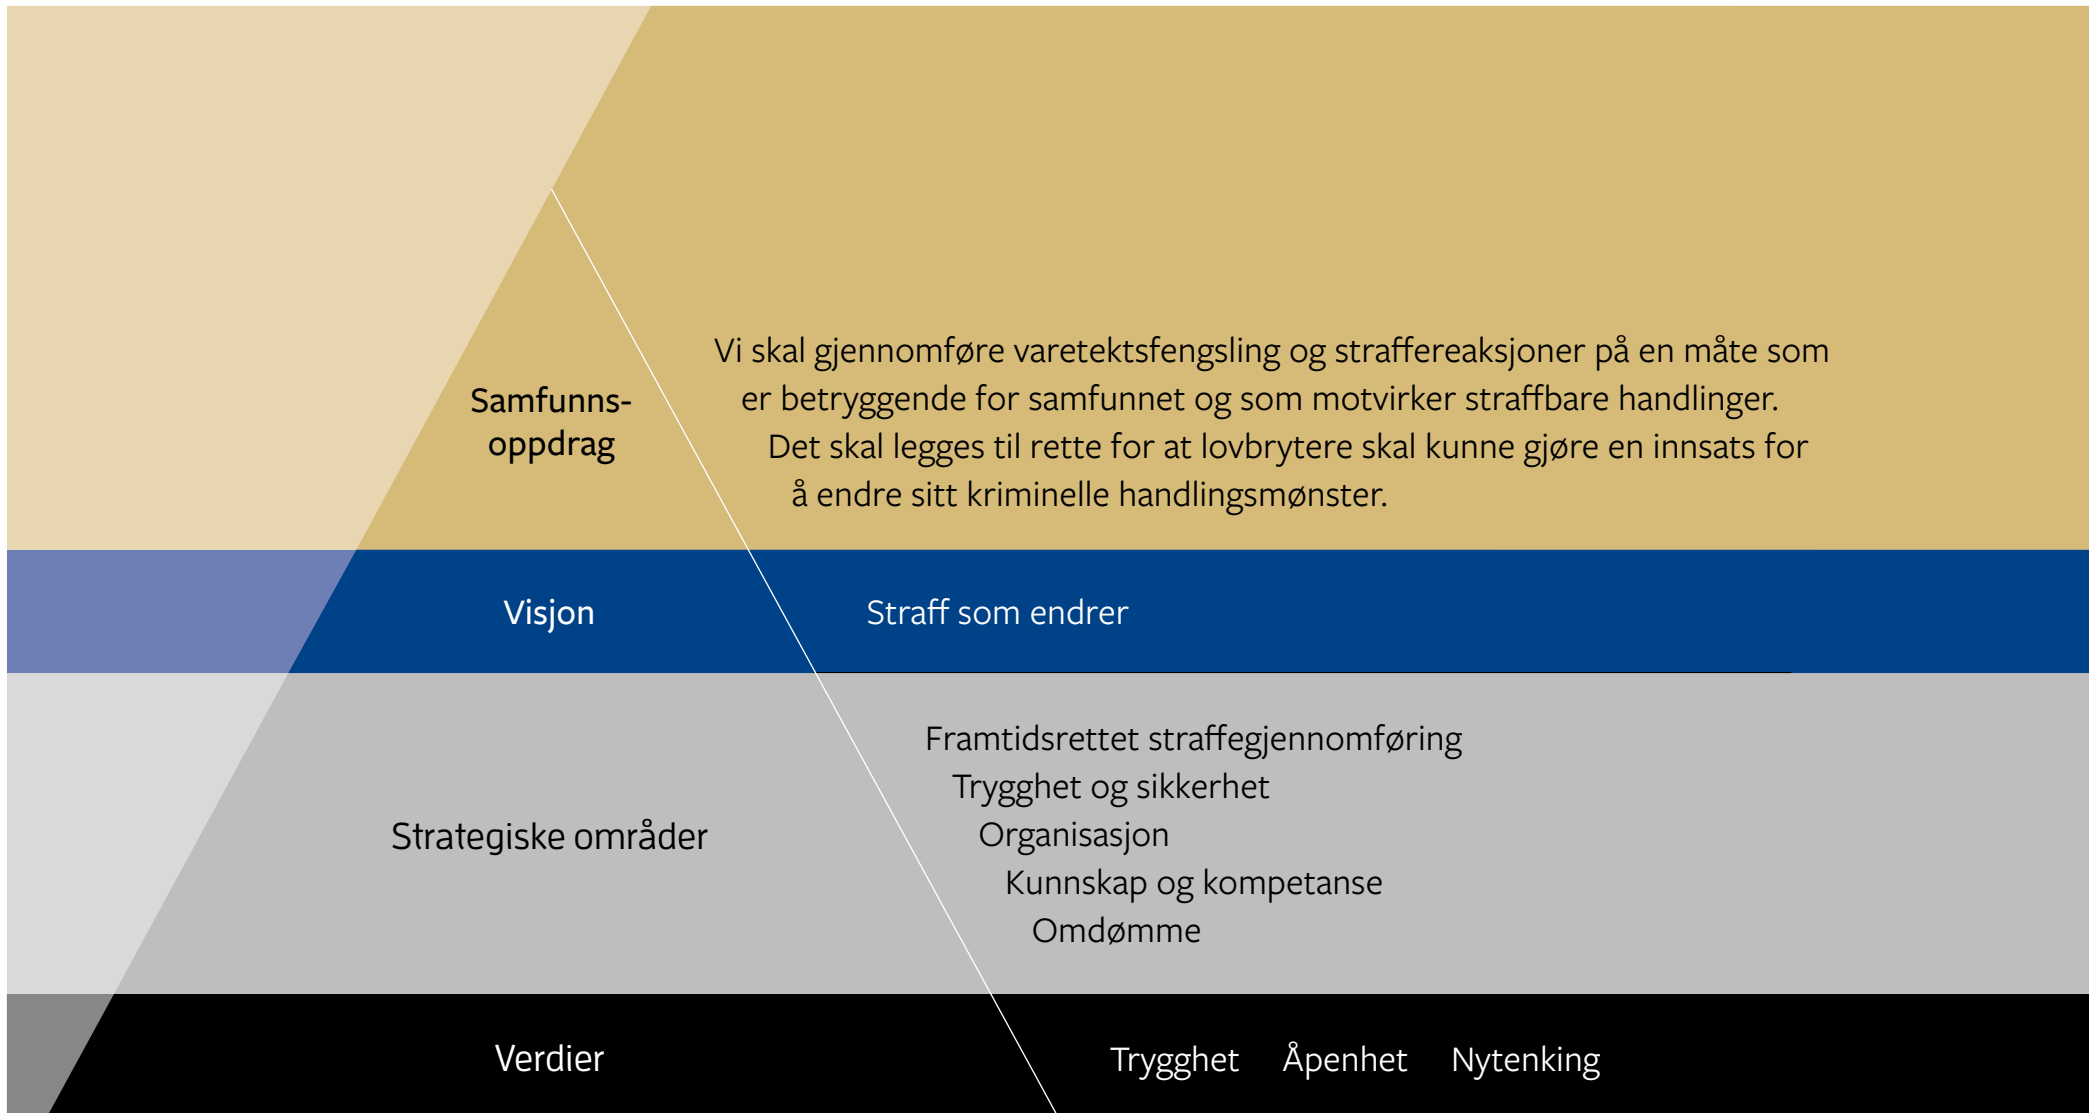 Samfunns-
oppdrag
Vi skal gjennomføre varetektsfengsling og straffereaksjoner på en måte som
er betryggende for samfunnet og som motvirker straffbare handlinger.
Det skal legges til rette for at lovbrytere skal kunne gjøre en innsats for
å endre sitt kriminelle handlingsmønster.
Visjon
Straff som endrer
Strategiske områder
Framtidsrettet straffegjennomføring
Trygghet og sikkerhet
Organisasjon
Kunnskap og kompetanse
Omdømme
Verdier
Trygghet Åpenhet Nytenking